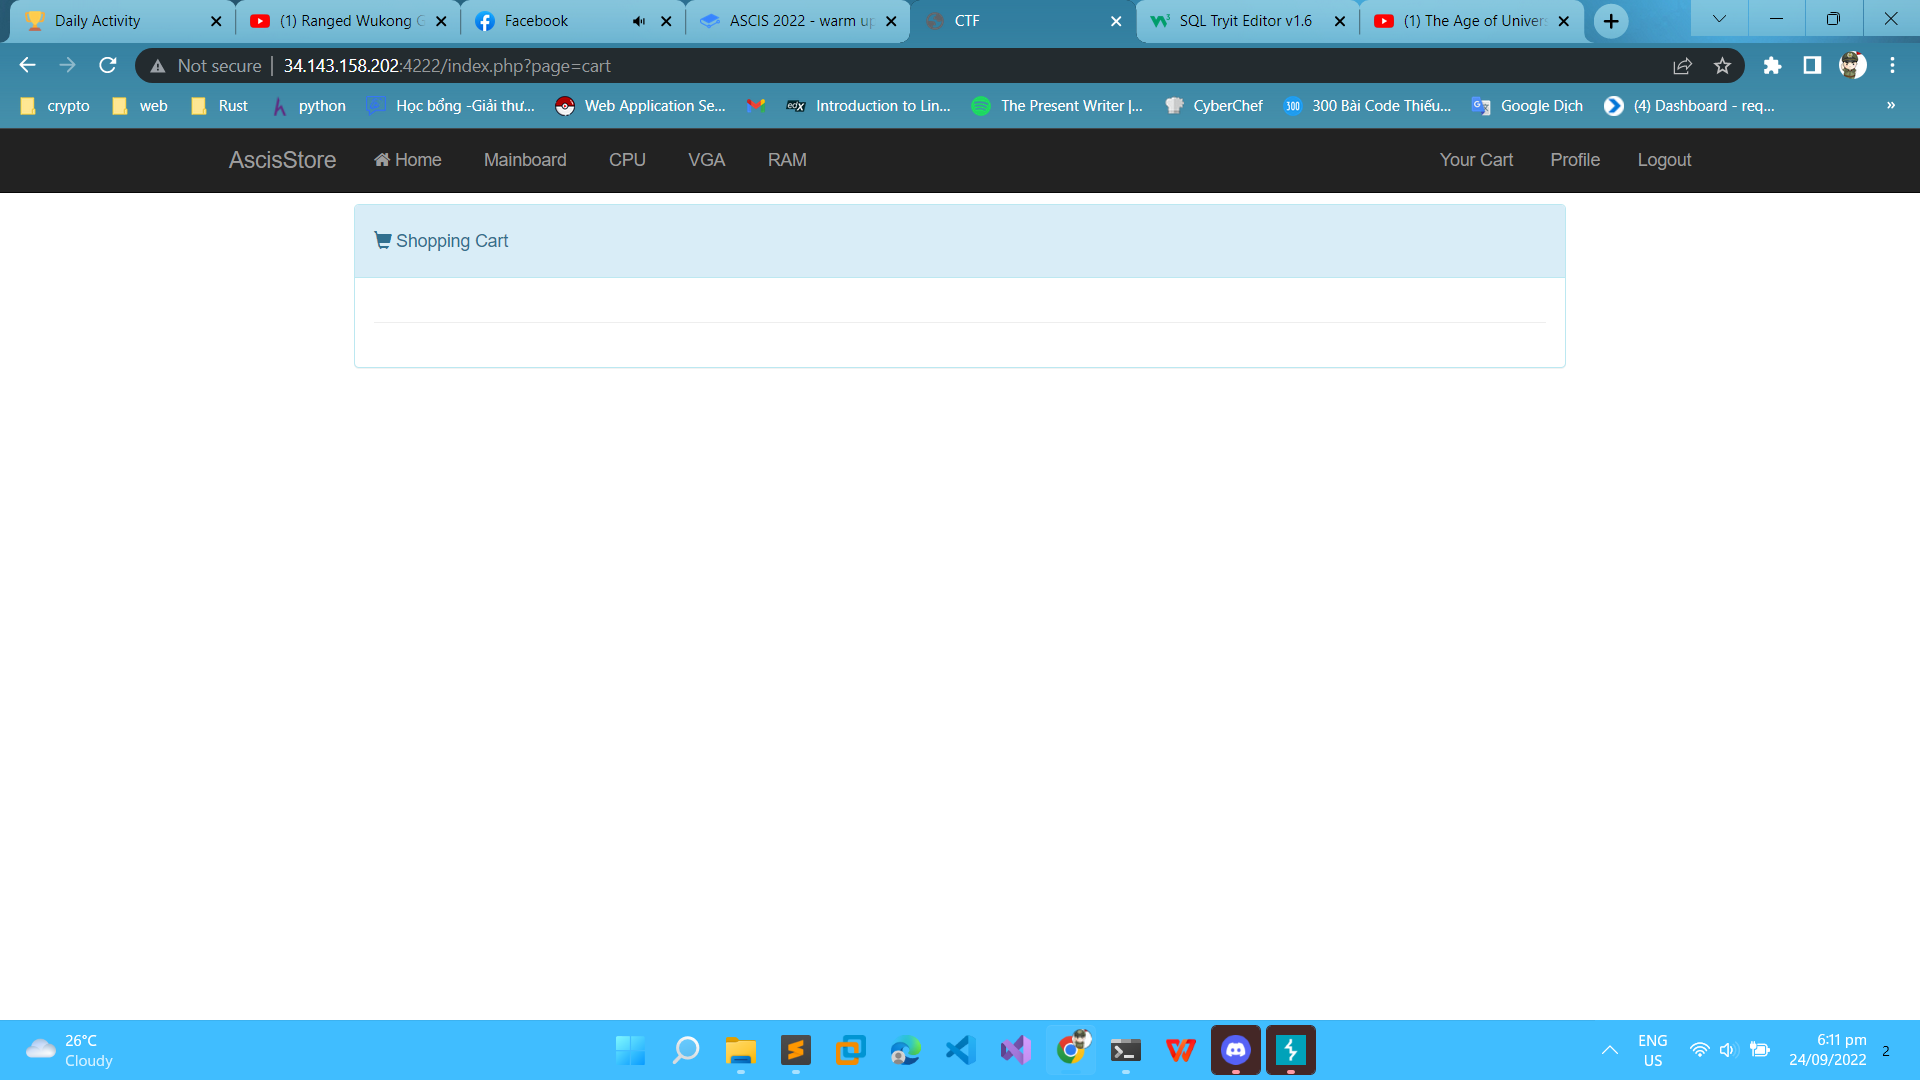 Daily Activity
(1) Ranged Wukong G
Facebook
ASCIS 2022 - warm up
CTF
SQL Tryit Editor v1.6
(1) The Age of Univers
Not secure | 34.143.158.202:4222/index.php?page=cart
crypto
web
Rust
python
Học bổng -Giải thư...
Web Application Se...
edX
Introduction to Lin...
The Present Writer |...
CyberChef
300
300 Bài Code Thiếu...
Google Dịch
(4) Dashboard - req...
»
AscisStore
Home
Mainboard
CPU
VGA
RAM
Your Cart
Profile
Logout
Shopping Cart
26°C
Cloudy
ENG
US
6:11 pm
24/09/2022
2